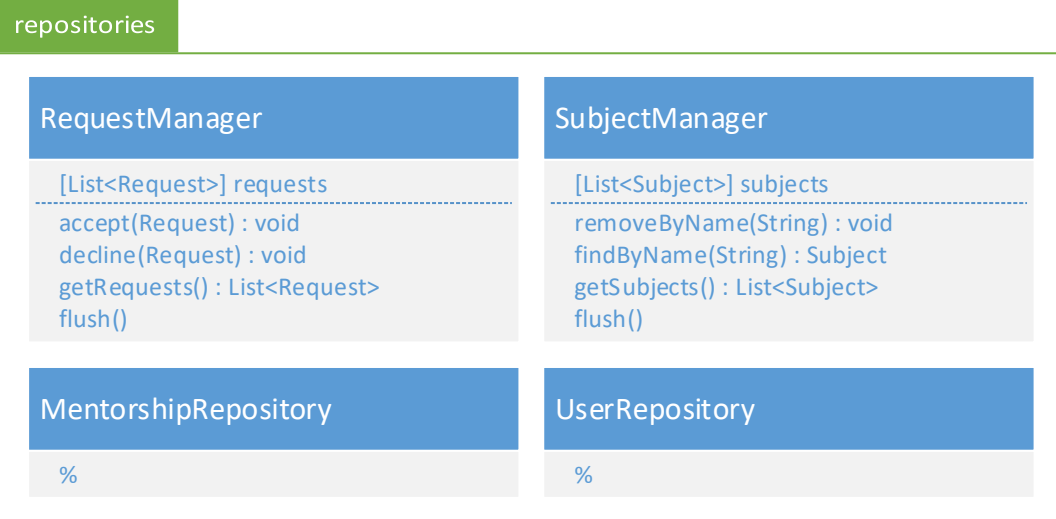 repositories
RequestManager
[List<Request>] requests
accept(Request) : void
decline(Request) : void
getRequests() : List<Request>
flush()
SubjectManager
[List<Subject>] subjects
removeByName(String) : void
findByName(String) : Subject
getSubjects() : List<Subject>
flush()
MentorshipRepository
%
UserRepository
%